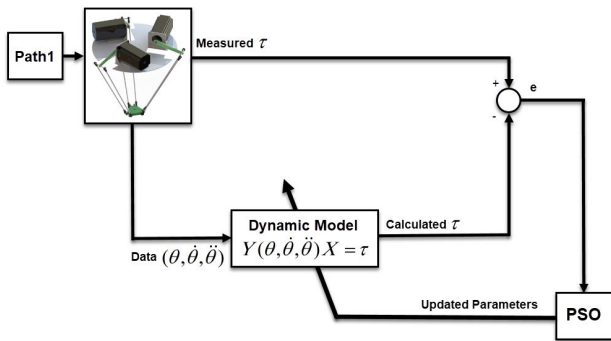 Path1
Measured τ
+
-
e
Dynamic Model
Y(θ,θ̇,θ̈)X = τ
Calculated τ
Data (θ,θ̇,θ̈)
Updated Parameters
PSO